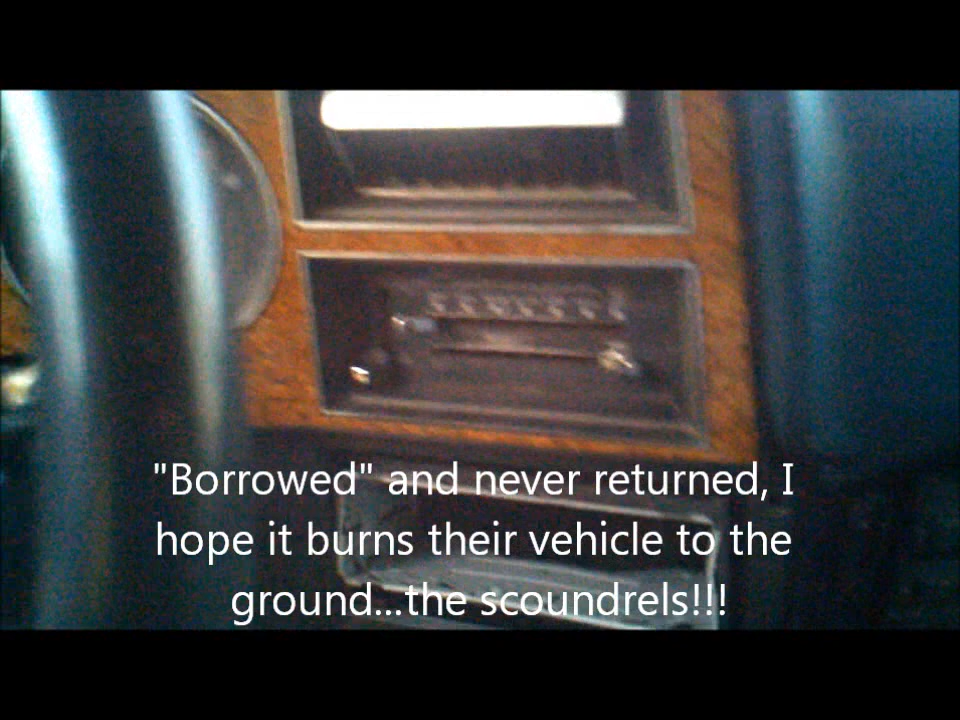 "Borrowed" and never returned, I
hope it burns their vehicle to the
ground...the scoundrels!!!